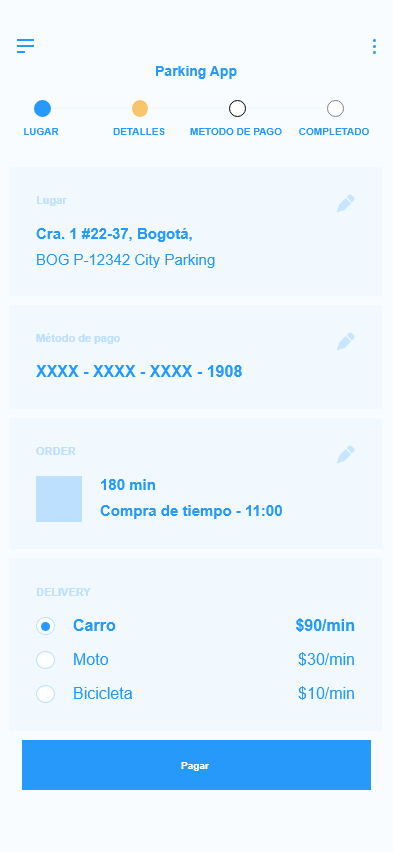 Parking App
LUGAR DETALLES METODO DE PAGO COMPLETADO
Lugar
Cra. 1 #22-37, Bogotá,
BOG P-12342 City Parking
Método de pago
XXXX - XXXX - XXXX - 1908
ORDER
180 min
Compra de tiempo - 11:00
DELIVERY
Carro $90/min
Moto $30/min
Bicicleta $10/min
Pagar